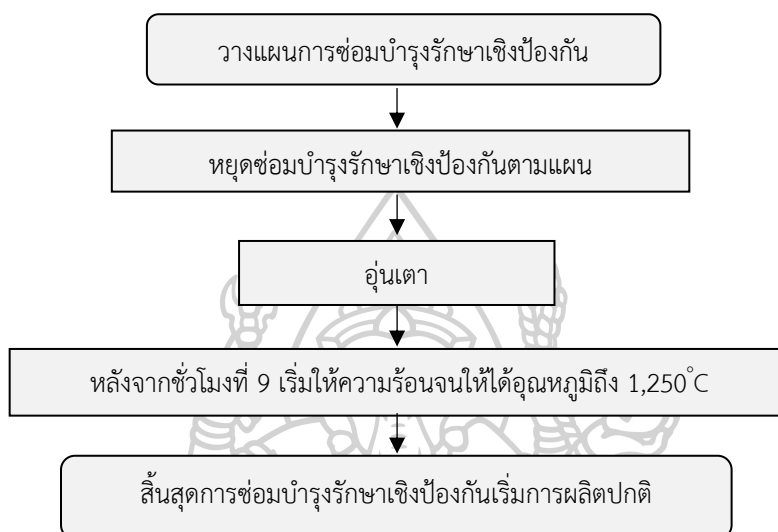 วางแผนการซ่อมบำรุงรักษาเชิงป้องกัน
หยุดซ่อมบำรุงรักษาเชิงป้องกันตามแผน
อุ่นเตา
หลังจากชั่วโมงที่ 9 เริ่มให้ความร้อนจนให้ได้อุณหภูมิถึง 1,250°C
สิ้นสุดการซ่อมบำรุงรักษาเชิงป้องกันเริ่มการผลิตปกติ